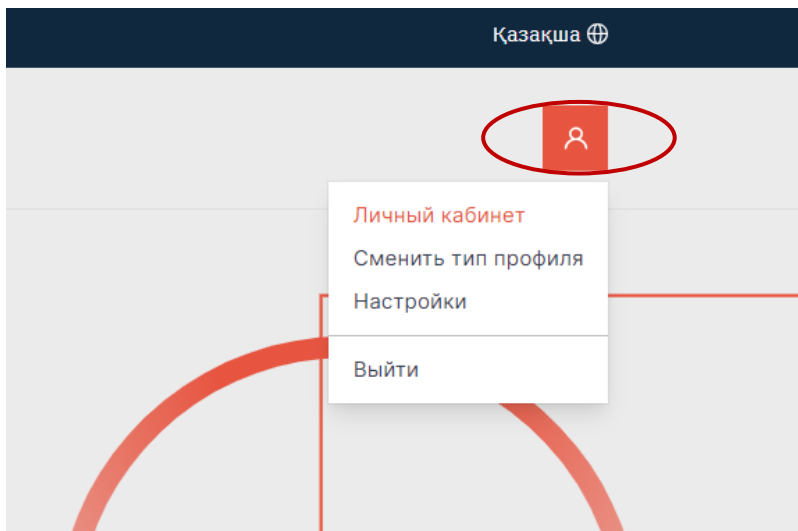 Қазақша
Личный кабинет
Сменить тип профиля
Настройки
Выйти